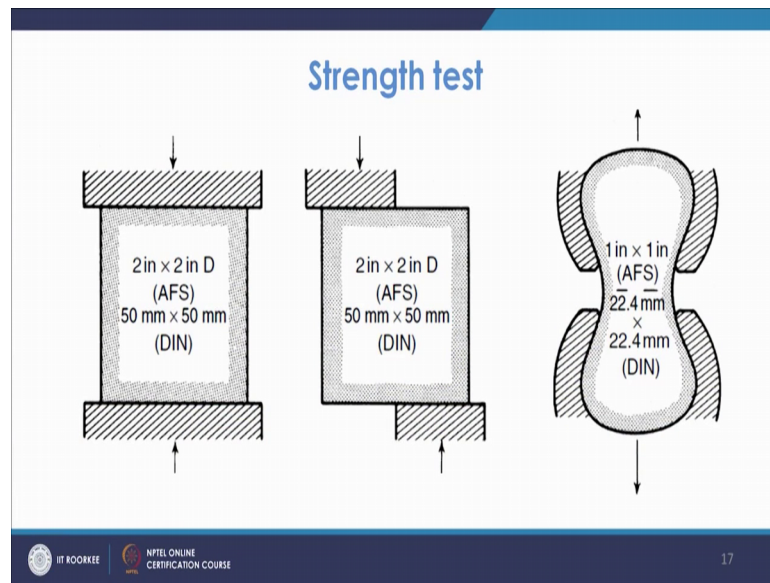 Strength test
2 in x 2 in D
(AFS)
50 mm x 50 mm
(DIN)
2 in x 2 in D
(AFS)
50 mm x 50 mm
(DIN)
1 in x 1 in
(AFS)
22.4 mm
x
22.4 mm
(DIN)
IIT ROORKEE
NPTEL ONLINE
CERTIFICATION COURSE
17